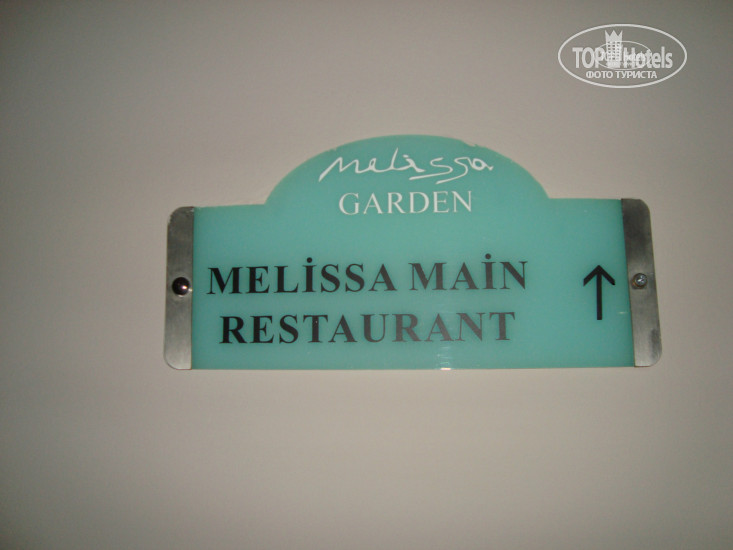 TOP Hotels
ФОТО ТУРИСТА
Melissa
GARDEN
MELİSSA MAİN
RESTAURANT